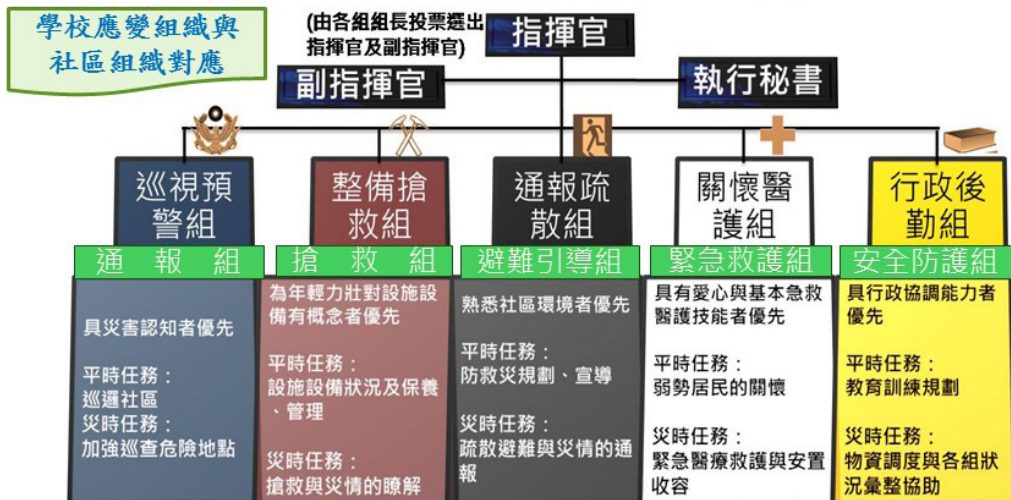 學校應變組織與
社區組織對應
(由各組組長投票選出
指揮官及副指揮官)
指揮官
副指揮官
執行秘書
巡視預
警組
通報組
具災害認知者優先
平時任務：
巡邏社區
災時任務：
加強巡查危險地點
整備搶
救組
搶救組
為年輕力壯對設施設
備有概念者優先
平時任務：
設施設備狀況及保養
、管理
災時任務：
搶救與災情的瞭解
通報疏
散組
避難引導組
熟悉社區環境者優先
平時任務：
防救災規劃、宣導
災時任務：
疏散避難與災情的通
報
關懷醫
護組
緊急救護組
具有愛心與基本急救
醫護技能者優先
平時任務：
弱勢居民的關懷
災時任務：
緊急醫療救護與安置
收容
行政後
勤組
安全防護組
具行政協調能力者
優先
平時任務：
教育訓練規劃
災時任務：
物資調度與各組狀
況彙整協助